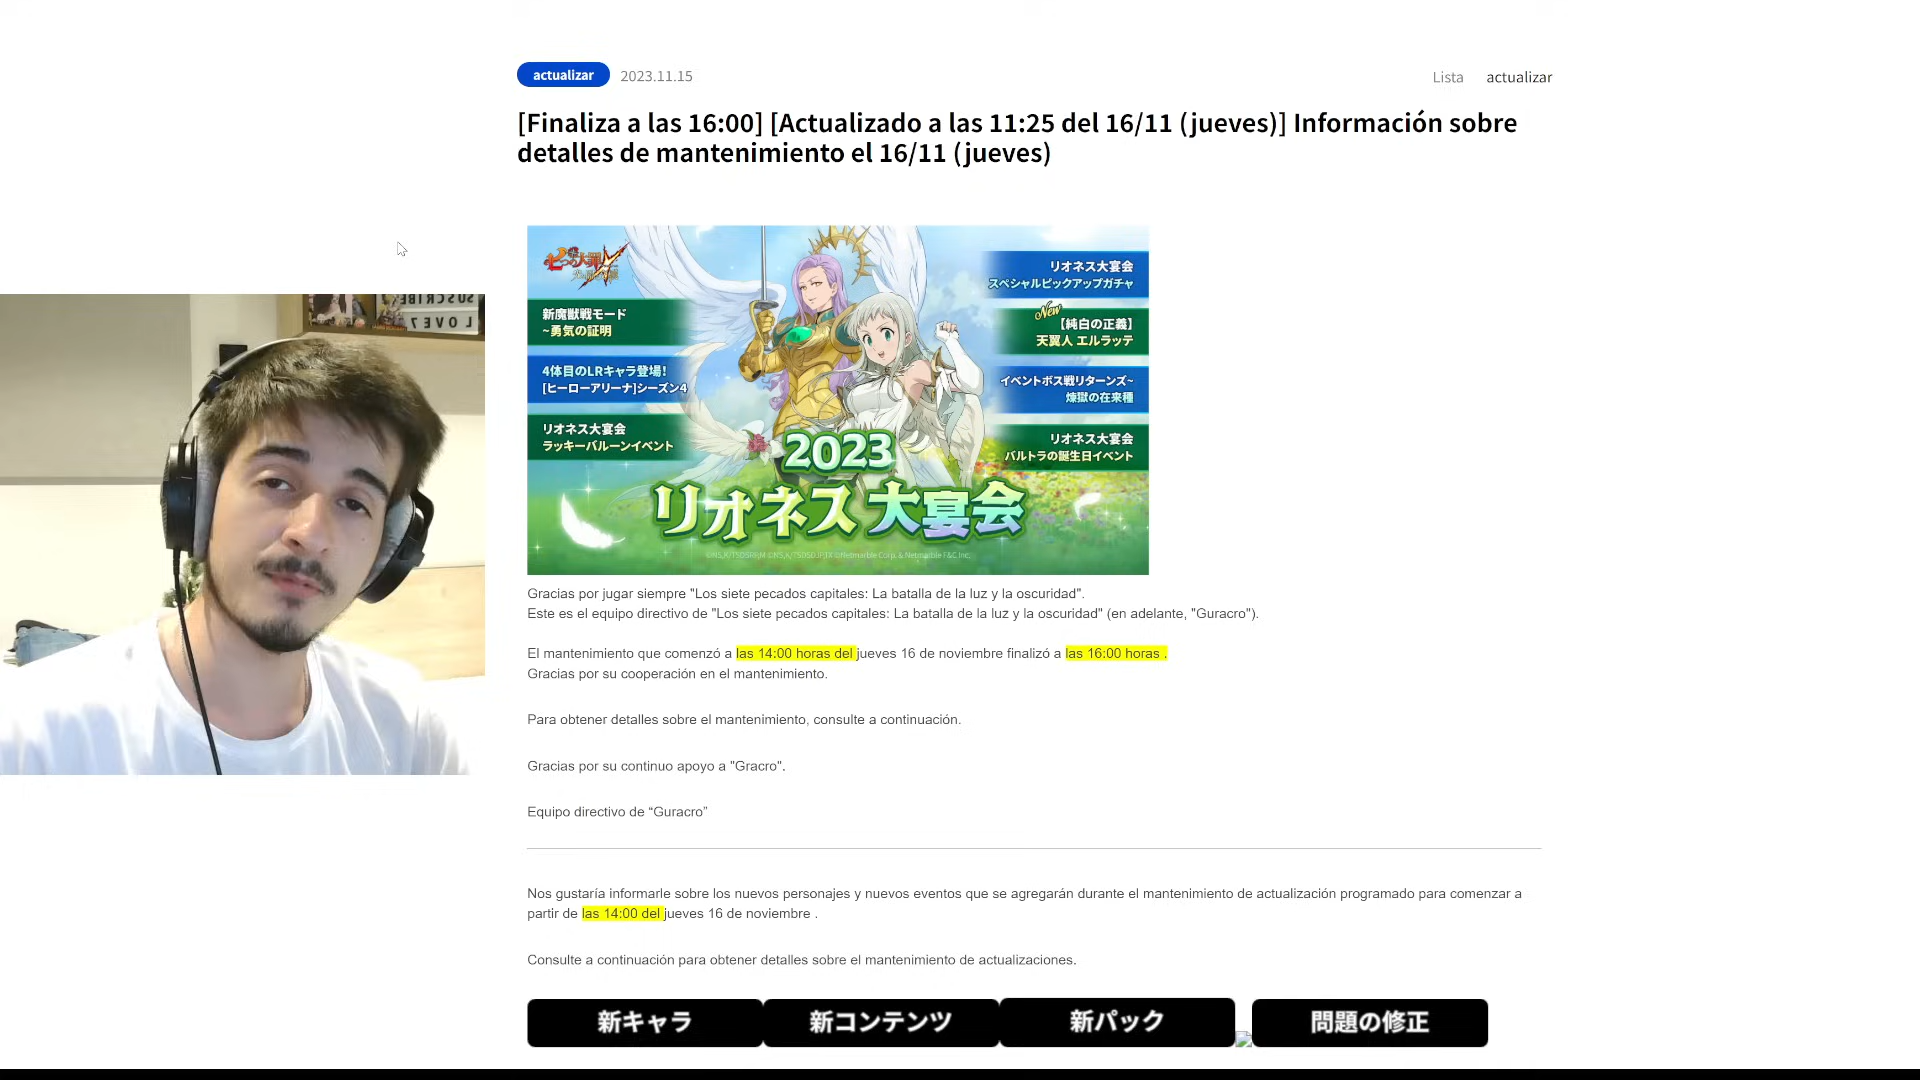 actualizar
2023.11.15
Lista
actualizar
[Finaliza a las 16:00] [Actualizado a las 11:25 del 16/11 (jueves)] Información sobre
detalles de mantenimiento el 16/11 (jueves)
SUSCRIBE
LOVE7
七つの大罪
新魔獣戦モード
~勇気の証明
4体目のLRキャラ登場!
[ヒーローアリーナ]シーズン4
リオネス大宴会
ラッキーバルーンイベント
リオネス大宴会
スペシャルピックアップガチャ
New
【純白の正義】
天翼人 エルラッテ
イベントボス戦リターンズ~
煉獄の在来種
リオネス大宴会
バルトラの誕生日イベント
2023
リオネス大宴会
Gracias por jugar siempre "Los siete pecados capitales: La batalla de la luz y la oscuridad".
Este es el equipo directivo de "Los siete pecados capitales: La batalla de la luz y la oscuridad" (en adelante, "Guracro").
El mantenimiento que comenzó a las 14:00 horas del jueves 16 de noviembre finalizó a las 16:00 horas .
Gracias por su cooperación en el mantenimiento.
Para obtener detalles sobre el mantenimiento, consulte a continuación.
Gracias por su continuo apoyo a "Gracro".
Equipo directivo de “Guracro”
Nos gustaría informarle sobre los nuevos personajes y nuevos eventos que se agregarán durante el mantenimiento de actualización programado para comenzar a
partir de las 14:00 del jueves 16 de noviembre .
Consulte a continuación para obtener detalles sobre el mantenimiento de actualizaciones.
新キャラ
新コンテンツ
新パック
問題の修正